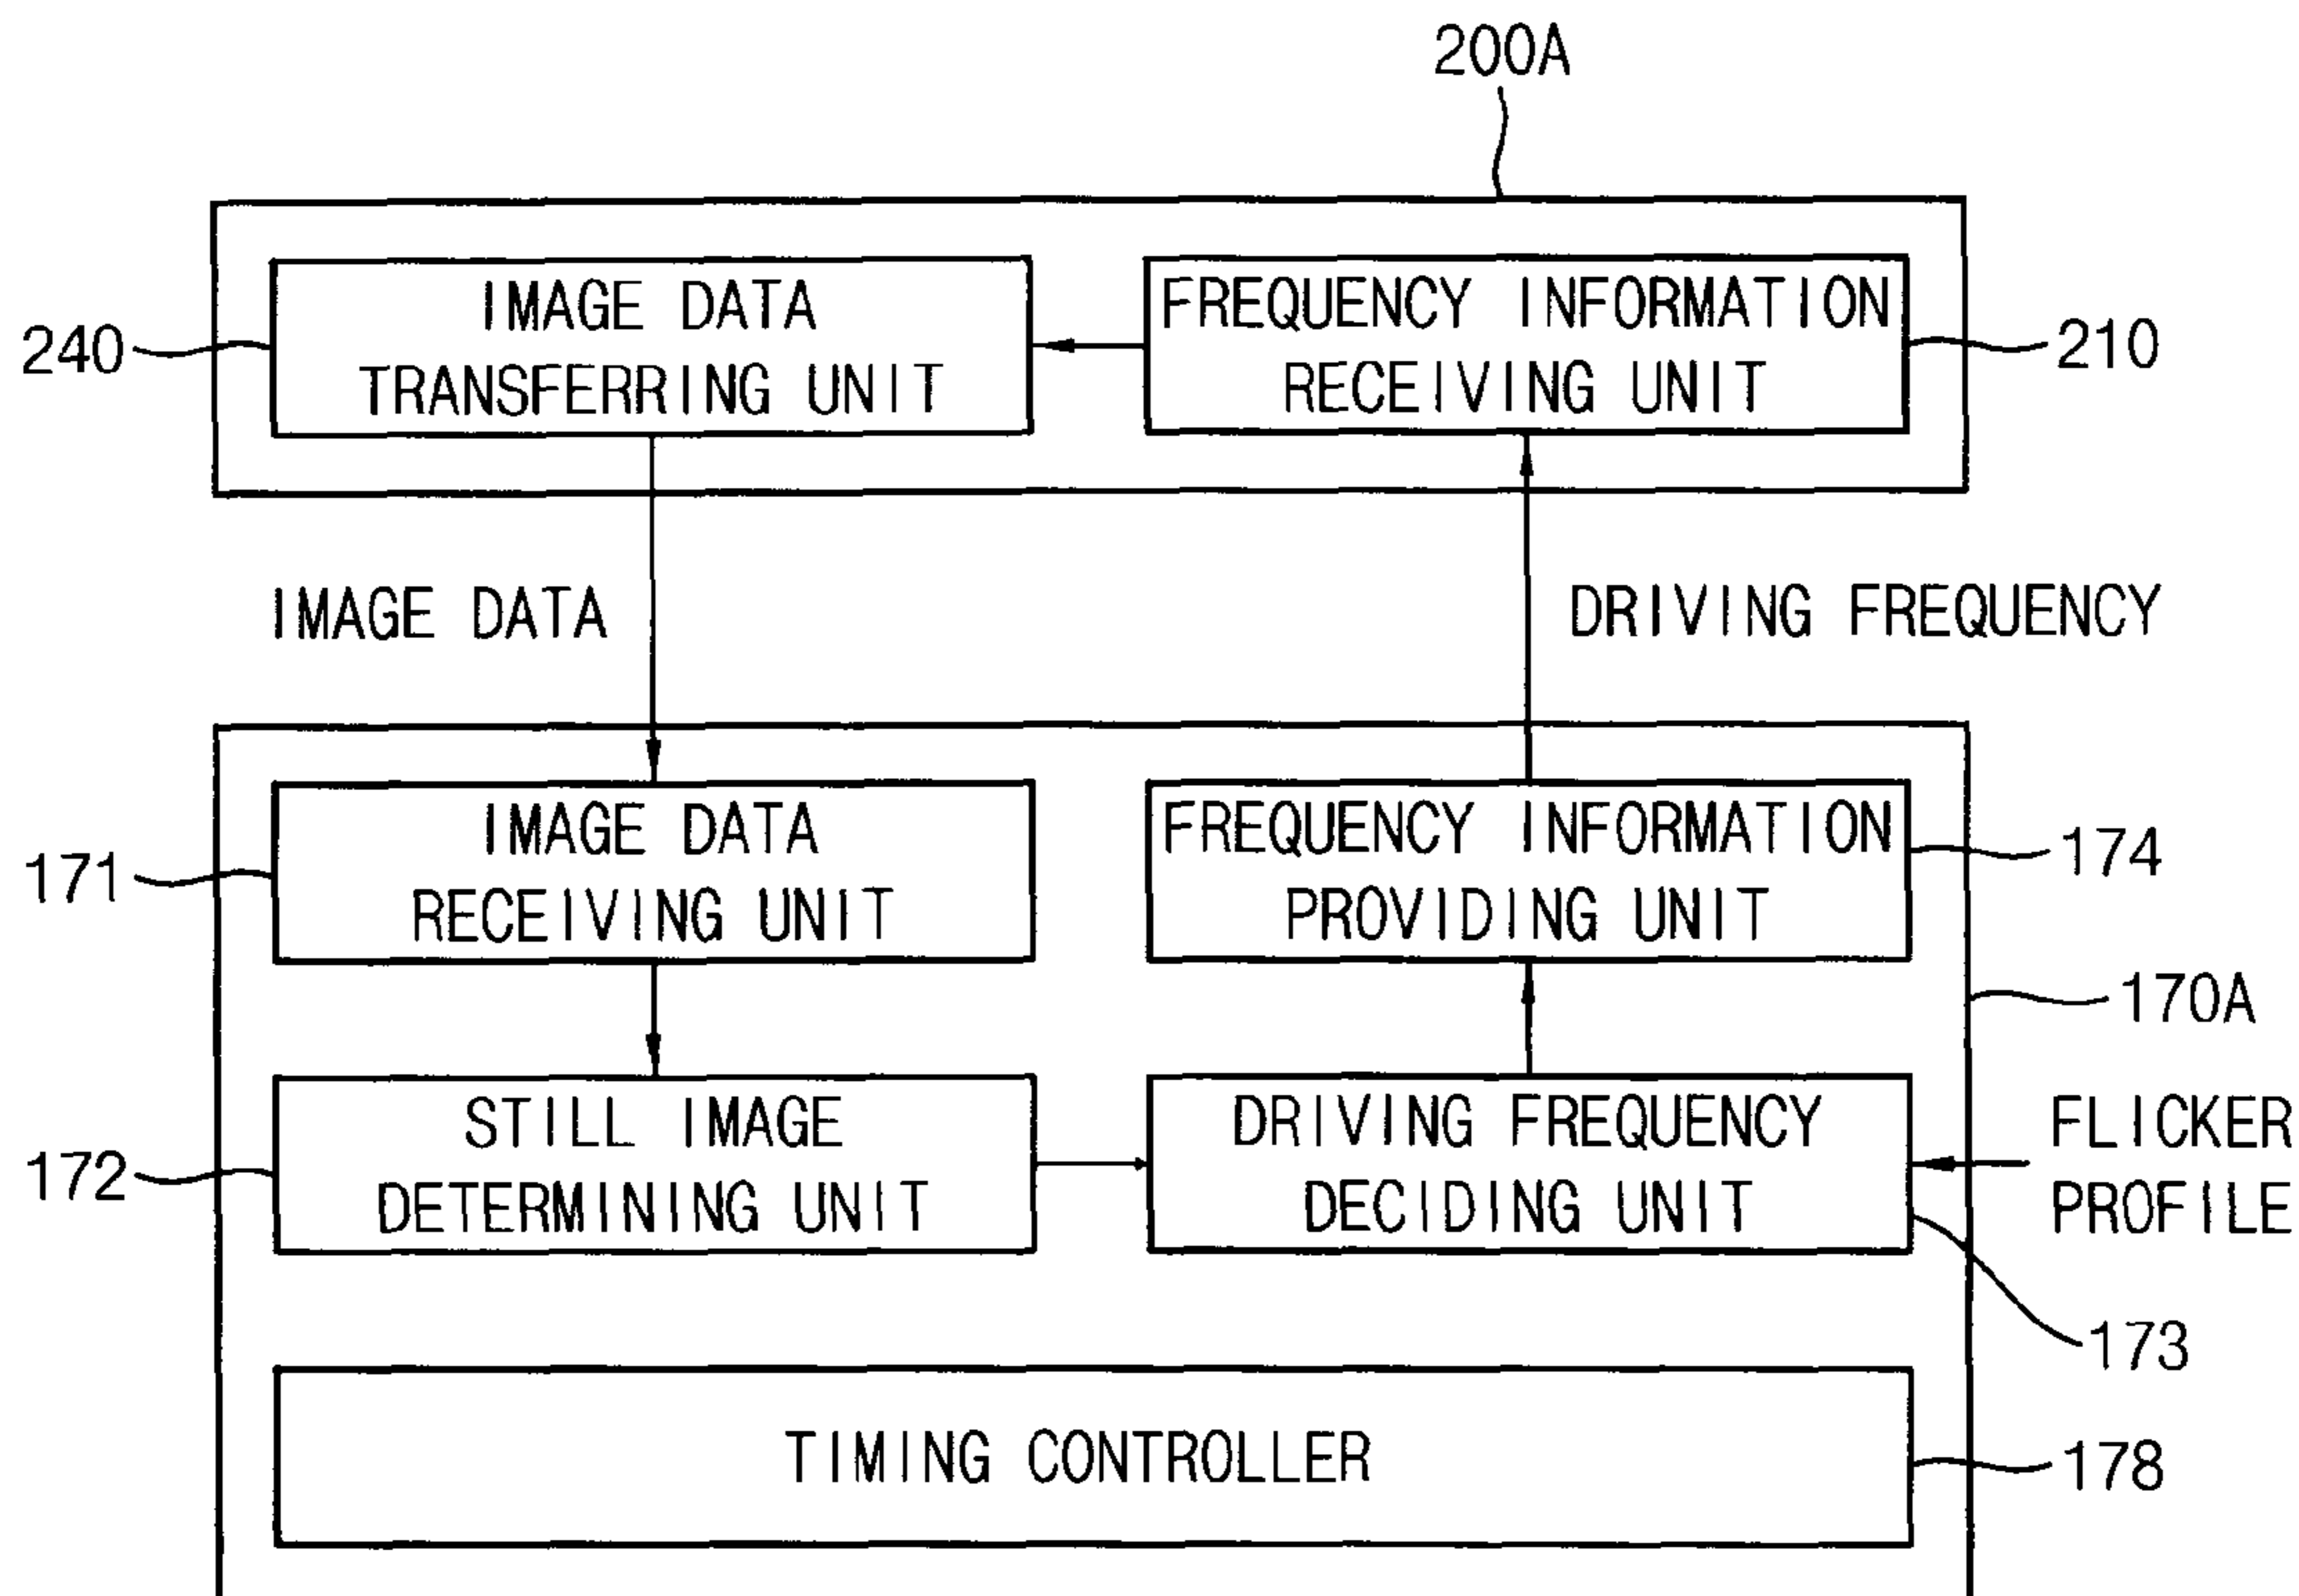 200A
IMAGE DATA
TRANSFERRING UNIT
FREQUENCY INFORMATION
RECEIVING UNIT
240
210
IMAGE DATA
DRIVING FREQUENCY
IMAGE DATA
RECEIVING UNIT
FREQUENCY INFORMATION
PROVIDING UNIT
171
174
170A
STILL IMAGE
DETERMINING UNIT
DRIVING FREQUENCY
DECIDING UNIT
FLICKER
PROFILE
172
173
TIMING CONTROLLER
178